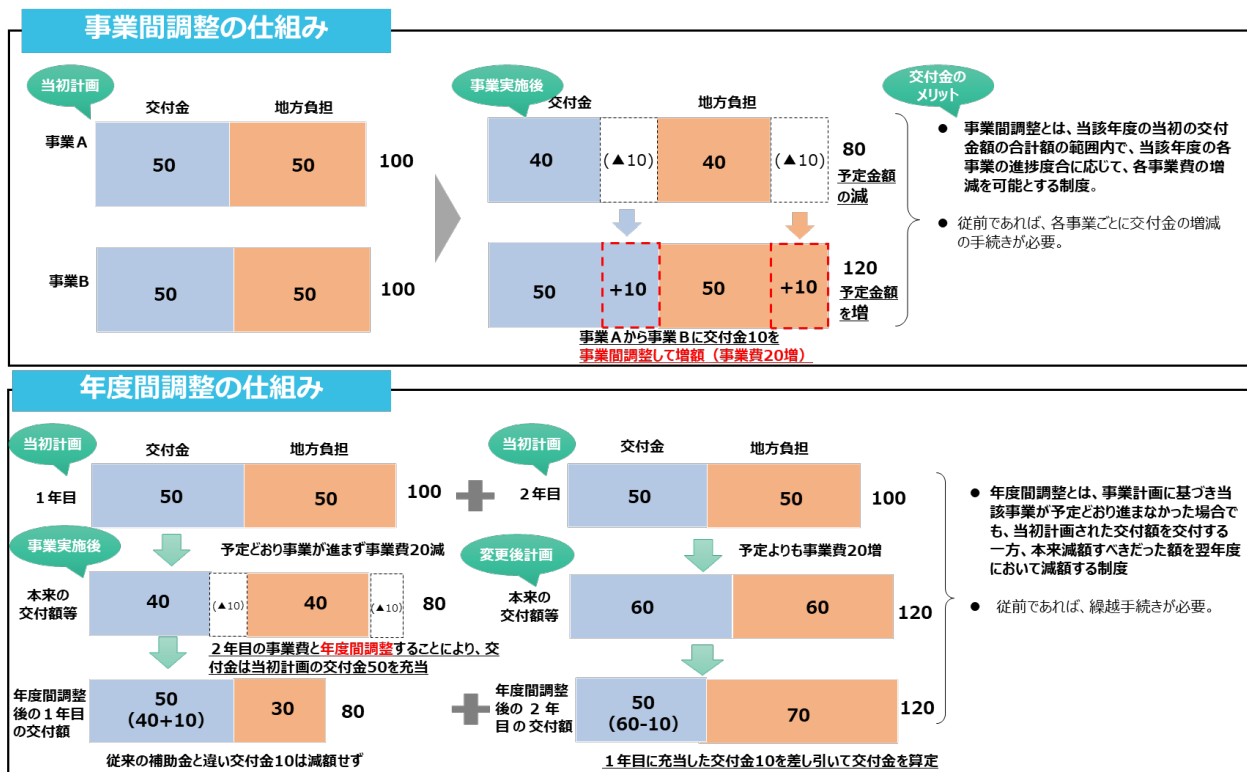 事業間調整の仕組み
当初計画
交付金
地方負担
事業A
50
50
100
事業B
50
50
100
事業実施後
交付金
地方負担
40
(▲10)
40
(▲10)
80
予定金額
の減
50
+10
50
+10
120
予定金額
を増
事業Aから事業Bに交付金10を
事業間調整して増額(事業費20増)
交付金の
メリット
● 事業間調整とは、当該年度の当初の交付
金額の合計額の範囲内で、当該年度の各
事業の進捗度合に応じて、各事業費の増
減を可能とする制度。
● 従前であれば、各事業ごとに交付金の増減
の手続きが必要。
年度間調整の仕組み
当初計画
交付金
地方負担
1年目
50
50
100
事業実施後
予定どおり事業が進まず事業費20減
本来の
交付額等
40
(▲10)
40
(▲10)
80
2年目の事業費と年度間調整することにより、交
付金は当初計画の交付金50を充当
年度間調整
後の1年目
の交付額
50
(40+10)
30
80
従来の補助金と違い交付金10は減額せず
当初計画
交付金
地方負担
2年目
50
50
100
変更後計画
予定よりも事業費20増
本来の
交付額等
60
60
120
年度間調整
後の2年
目の交付額
50
(60-10)
70
120
1年目に充当した交付金10を差し引いて交付金を算定
● 年度間調整とは、事業計画に基づき当
該事業が予定どおり進まなかった場合で
も、当初計画された交付額を交付する
一方、本来減額すべきだった額を翌年度
において減額する制度
● 従前であれば、繰越手続きが必要。